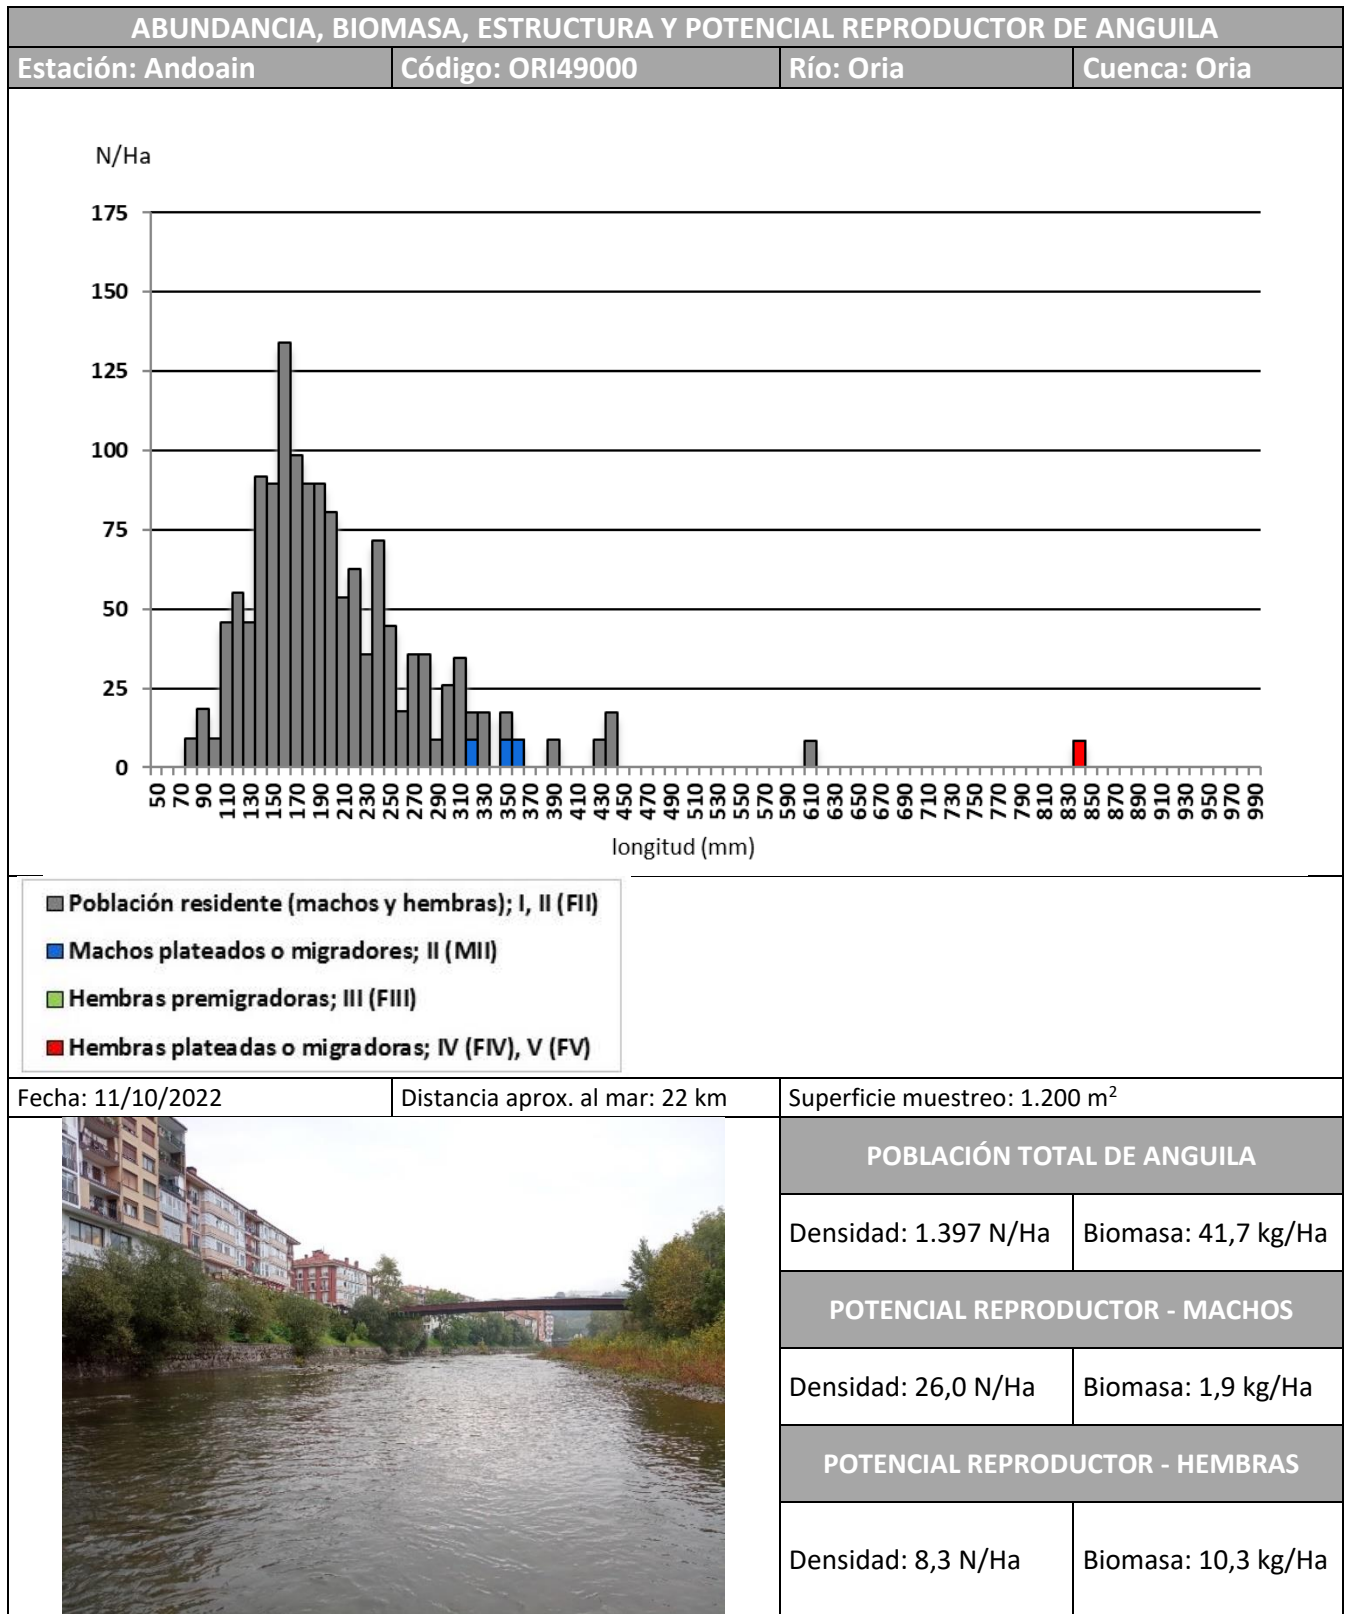 ABUNDANCIA, BIOMASA, ESTRUCTURA Y POTENCIAL REPRODUCTOR DE ANGUILA
Estación: Andoain Código: ORI49000 Río: Oria Cuenca: Oria
N/Ha
175
150
125
100
75
50
25
0
50 70 90 110 130 150 170 190 210 230 250 270 290 310 330 350 370 390 410 430 450 470 490 510 530 550 570 590 610 630 650 670 690 710 730 750 770 790 810 830 850 870 890 910 930 950 970 990
longitud (mm)
Población residente (machos y hembras); I, II (FII)
Machos plateados o migradores; II (MII)
Hembras premigradoras; III (FIII)
Hembras plateadas o migradoras; IV (FIV), V (FV)
Fecha: 11/10/2022 Distancia aprox. al mar: 22 km Superficie muestreo: 1.200 m²
POBLACIÓN TOTAL DE ANGUILA
Densidad: 1.397 N/Ha Biomasa: 41,7 kg/Ha
POTENCIAL REPRODUCTOR - MACHOS
Densidad: 26,0 N/Ha Biomasa: 1,9 kg/Ha
POTENCIAL REPRODUCTOR - HEMBRAS
Densidad: 8,3 N/Ha Biomasa: 10,3 kg/Ha